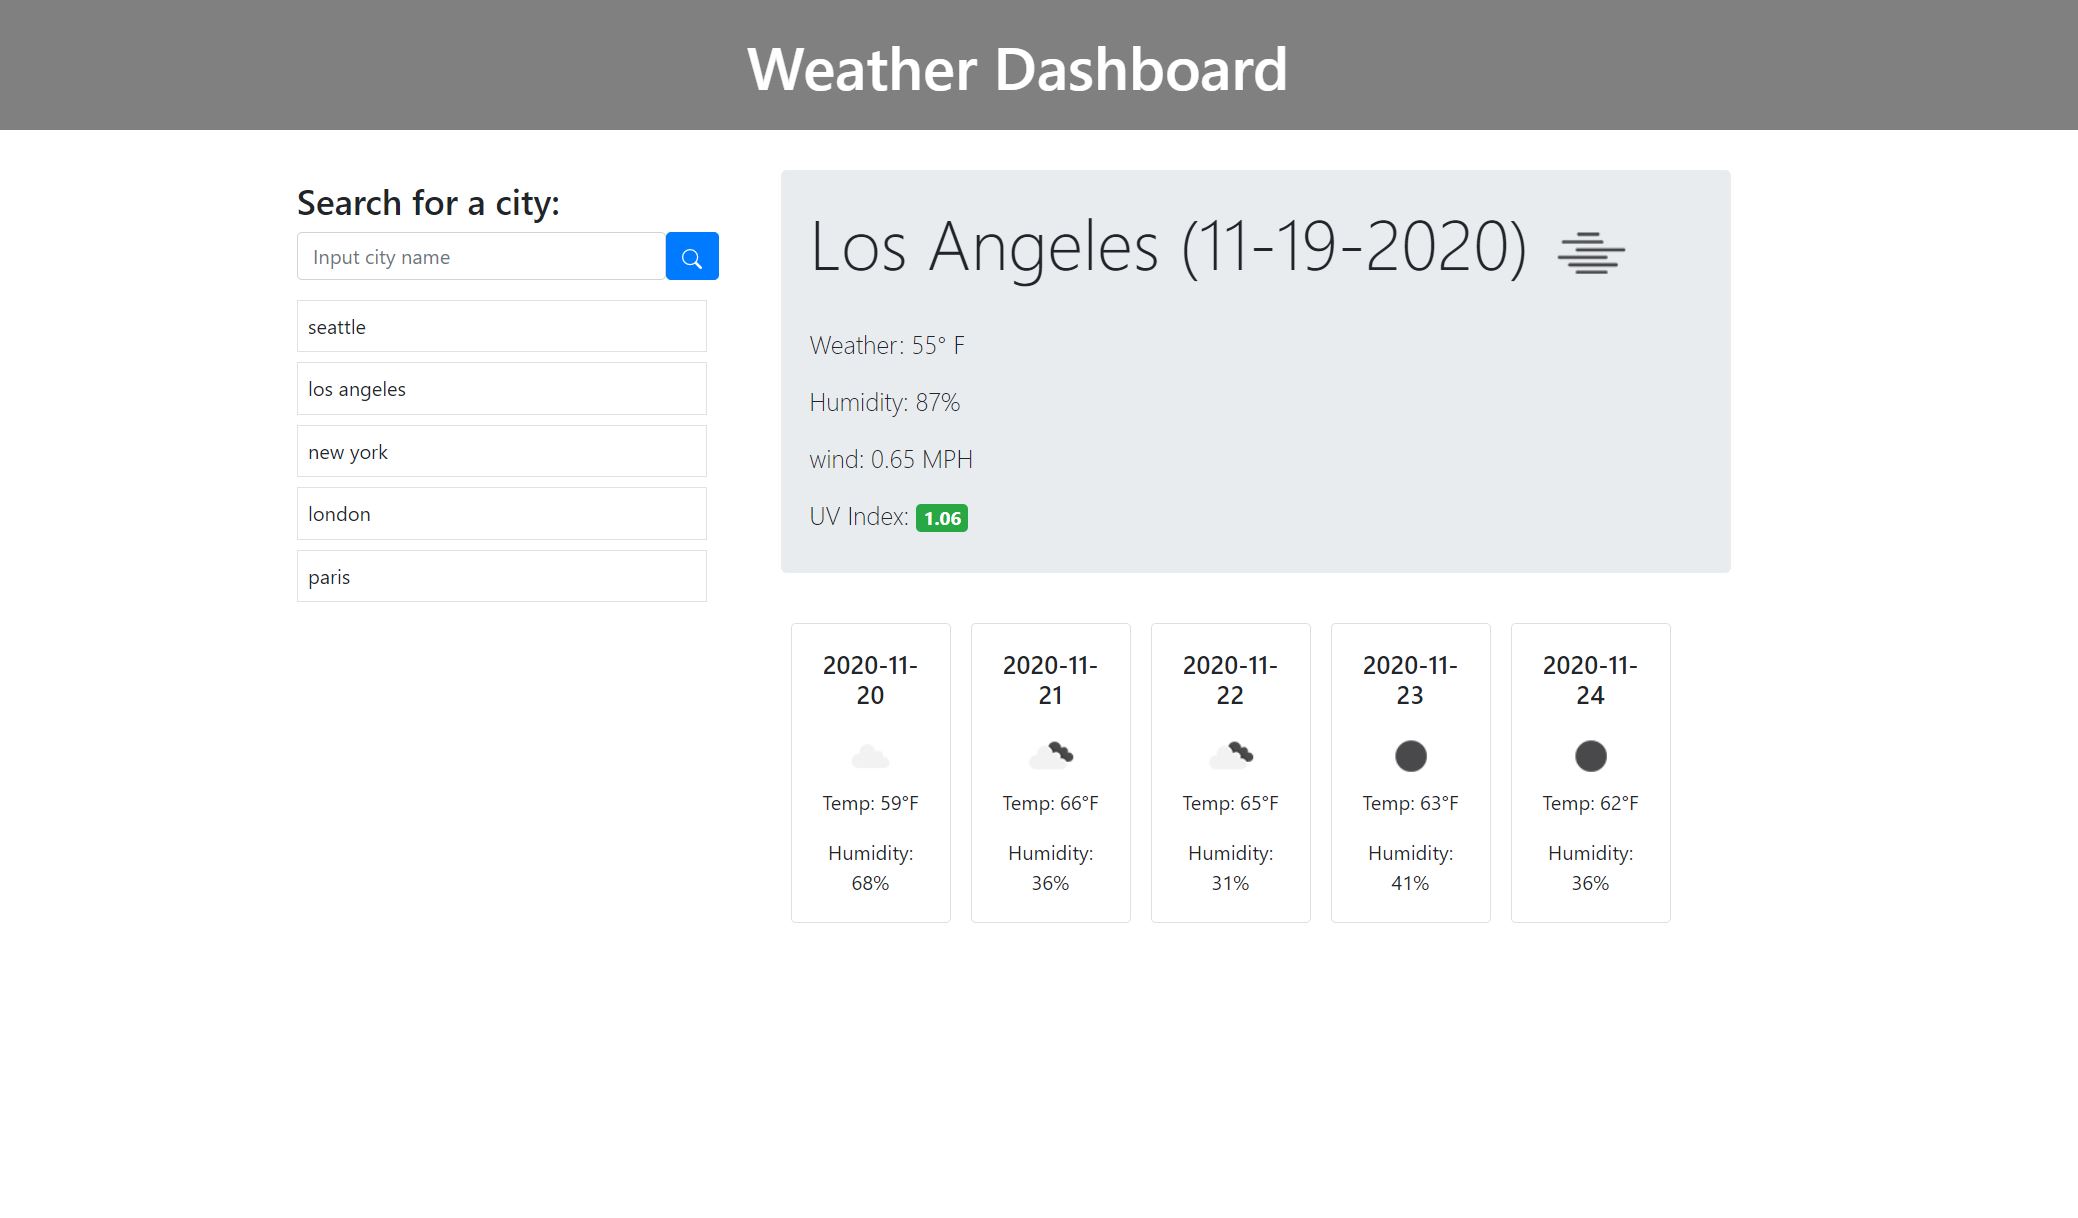 Weather Dashboard
Search for a city:
Input city name
seattle
los angeles
new york
london
paris
Los Angeles (11-19-2020)
Weather: 55° F
Humidity: 87%
wind: 0.65 MPH
UV Index: 1.06
2020-11-
20
Temp: 59°F
Humidity:
68%
2020-11-
21
Temp: 66°F
Humidity:
36%
2020-11-
22
Temp: 65°F
Humidity:
31%
2020-11-
23
Temp: 63°F
Humidity:
41%
2020-11-
24
Temp: 62°F
Humidity:
36%